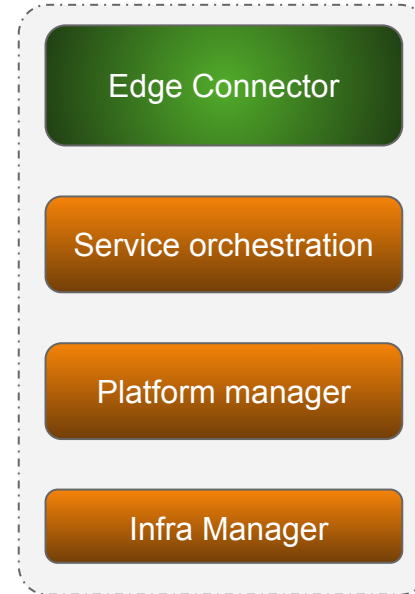 Edge Connector
Service orchestration
Platform manager
Infra Manager